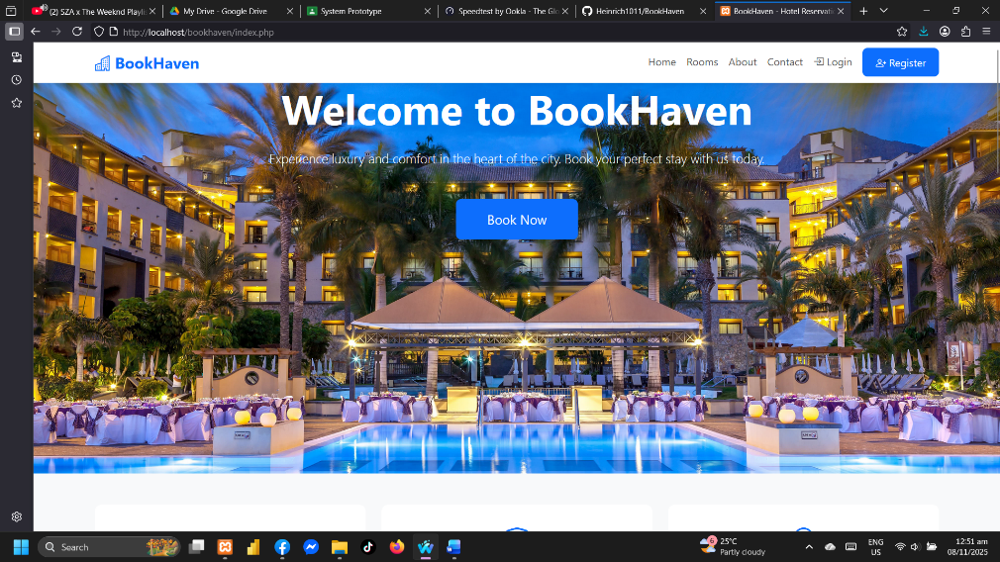 (2) SZA x The Weeknd Playli
My Drive - Google Drive
System Prototype
Speedtest by Ookla - The Glo
Heinrich1011/BookHaven
BookHaven - Hotel Reservati
http://localhost/bookhaven/index.php
BookHaven
Home
Rooms
About
Contact
Login
Register
Welcome to BookHaven
Experience luxury and comfort in the heart of the city. Book your perfect stay with us today.
Book Now
Search
6
25°C
Partly cloudy
ENG
US
12:51 am
08/11/2025